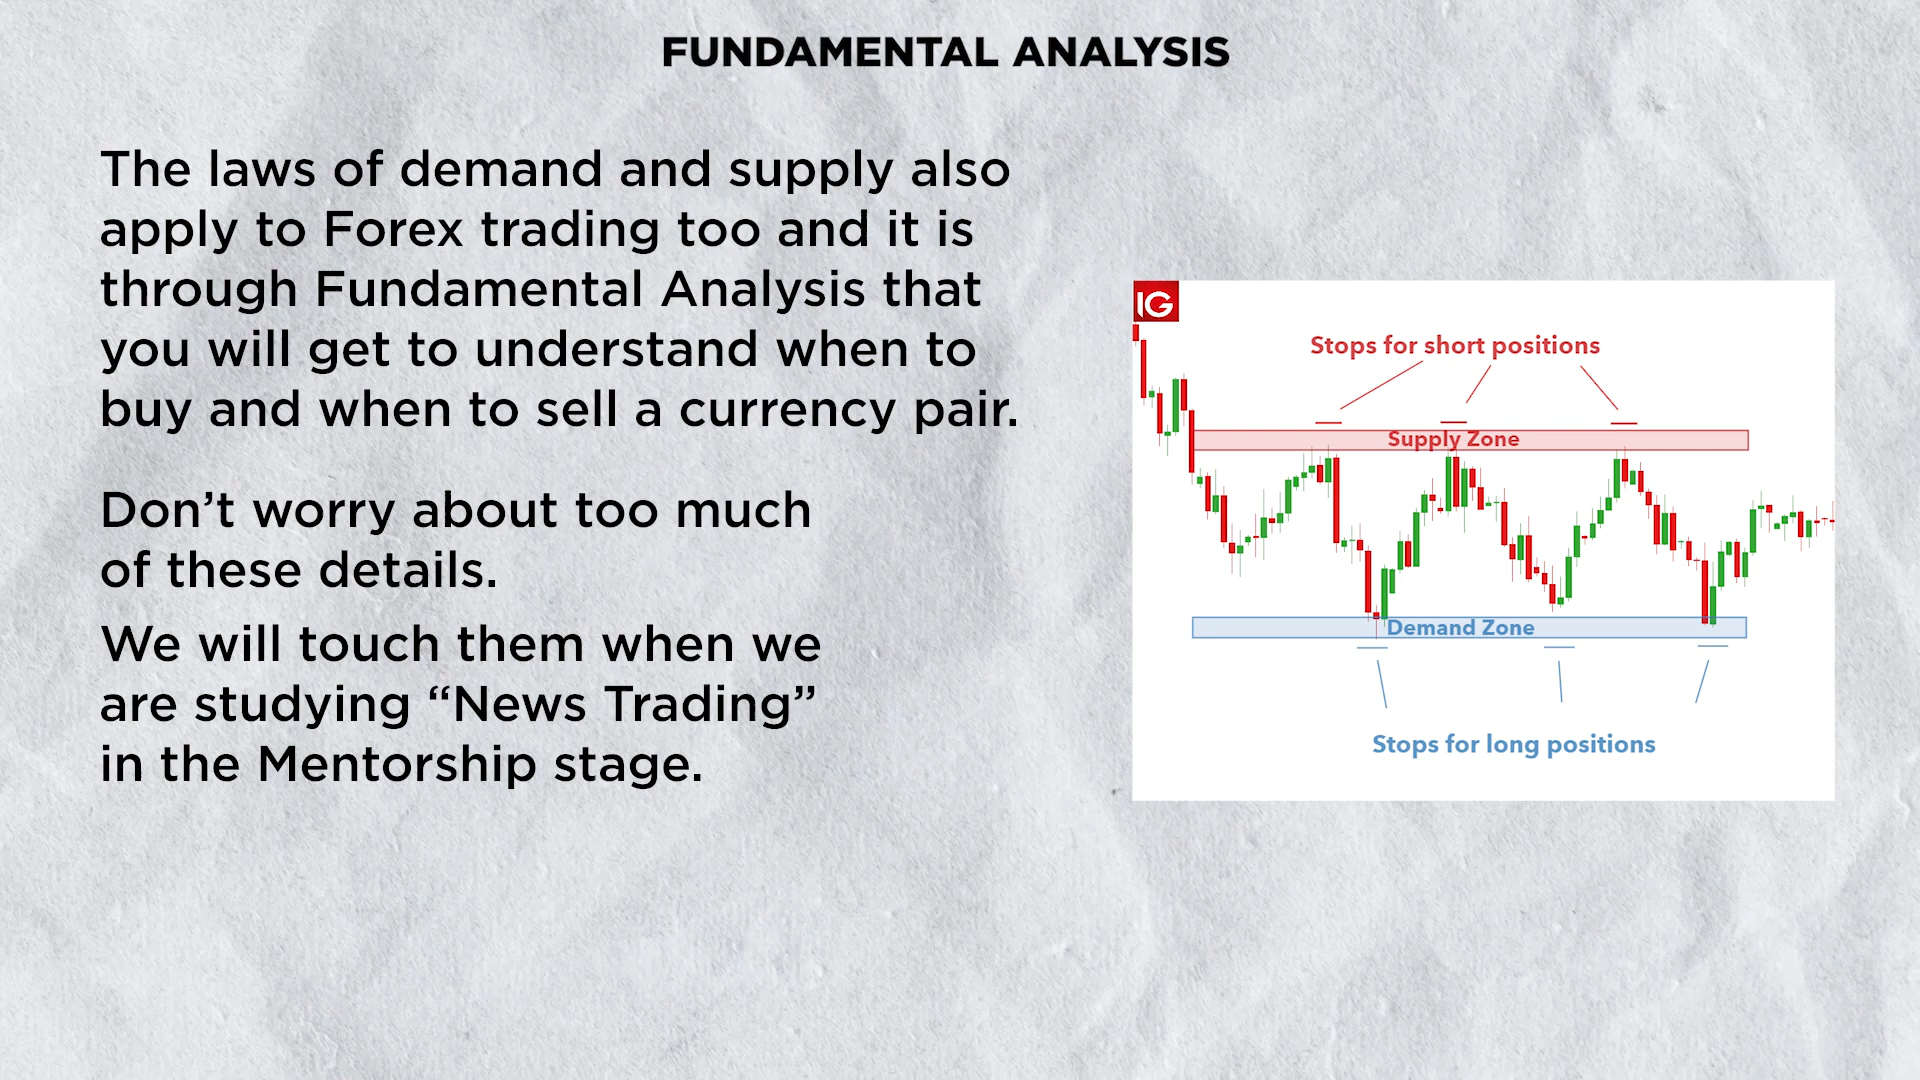 FUNDAMENTAL ANALYSIS
The laws of demand and supply also
apply to Forex trading too and it is
through Fundamental Analysis that
you will get to understand when to
buy and when to sell a currency pair.
Don’t worry about too much
of these details.
We will touch them when we
are studying “News Trading”
in the Mentorship stage.
IG
Stops for short positions
Supply Zone
Demand Zone
Stops for long positions